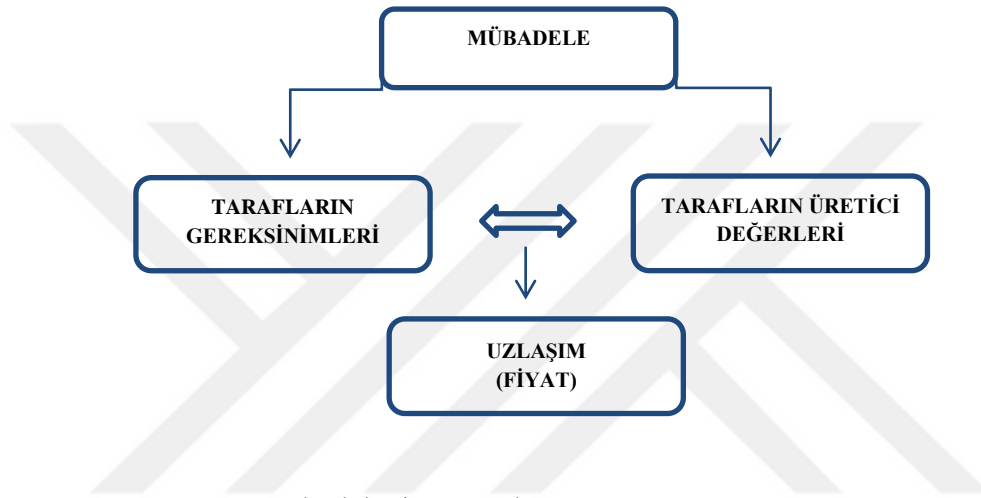 MÜBADELE
TARAFLARIN
GEREKSİNİMLERİ
TARAFLARIN ÜRETİCİ
DEĞERLERİ
UZLAŞIM
(FİYAT)